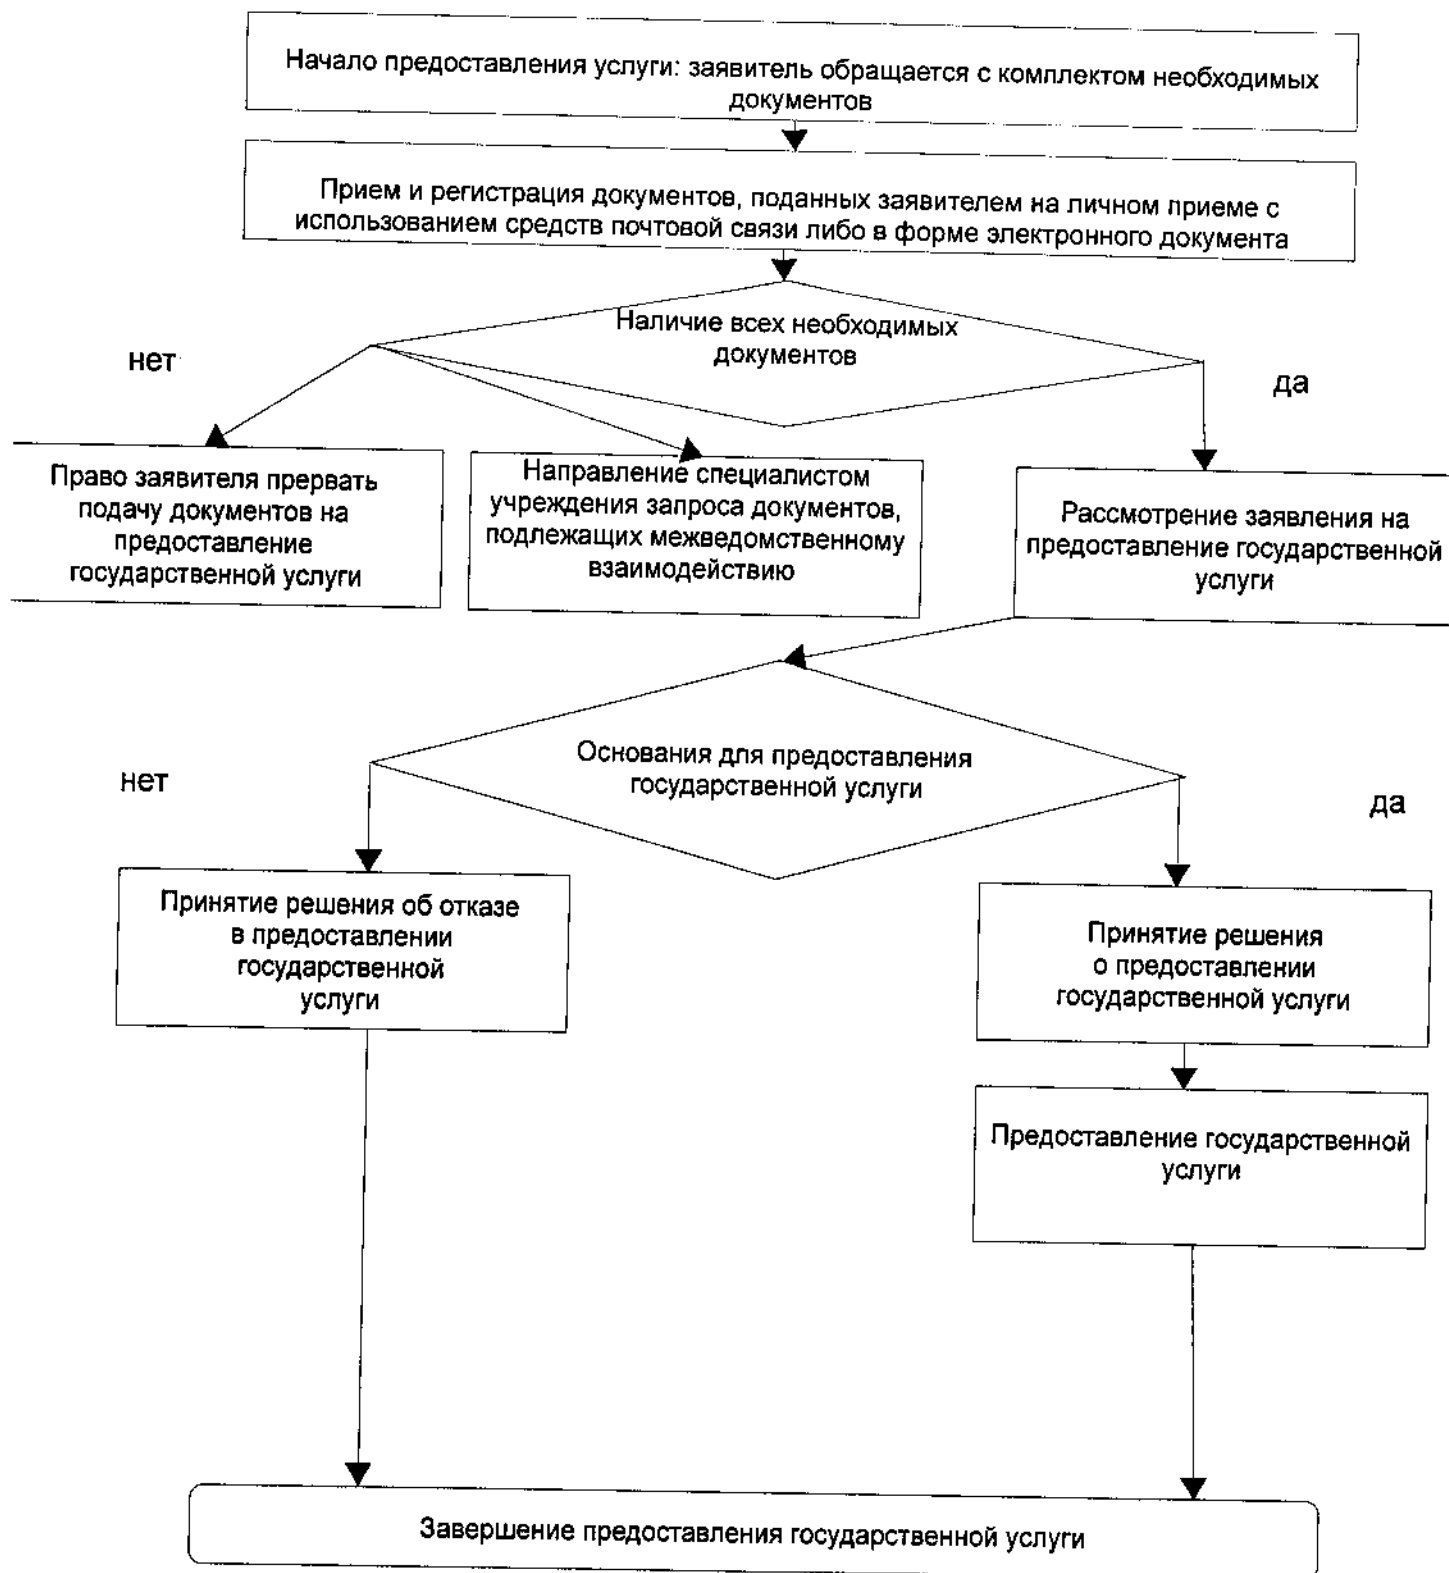 Начало предоставления услуги: заявитель обращается с комплектом необходимых
документов
Прием и регистрация документов, поданных заявителем на личном приеме с
использованием средств почтовой связи либо в форме электронного документа
Наличие всех необходимых
документов
нет
да
Право заявителя прервать
подачу документов на
предоставление
государственной услуги
Направление специалистом
учреждения запроса документов,
подлежащих межведомственному
взаимодействию
Рассмотрение заявления на
предоставление государственной
услуги
Основания для предоставления
государственной услуги
нет
да
Принятие решения об отказе
в предоставлении
государственной
услуги
Принятие решения
о предоставлении
государственной услуги
Предоставление государственной
услуги
Завершение предоставления государственной услуги